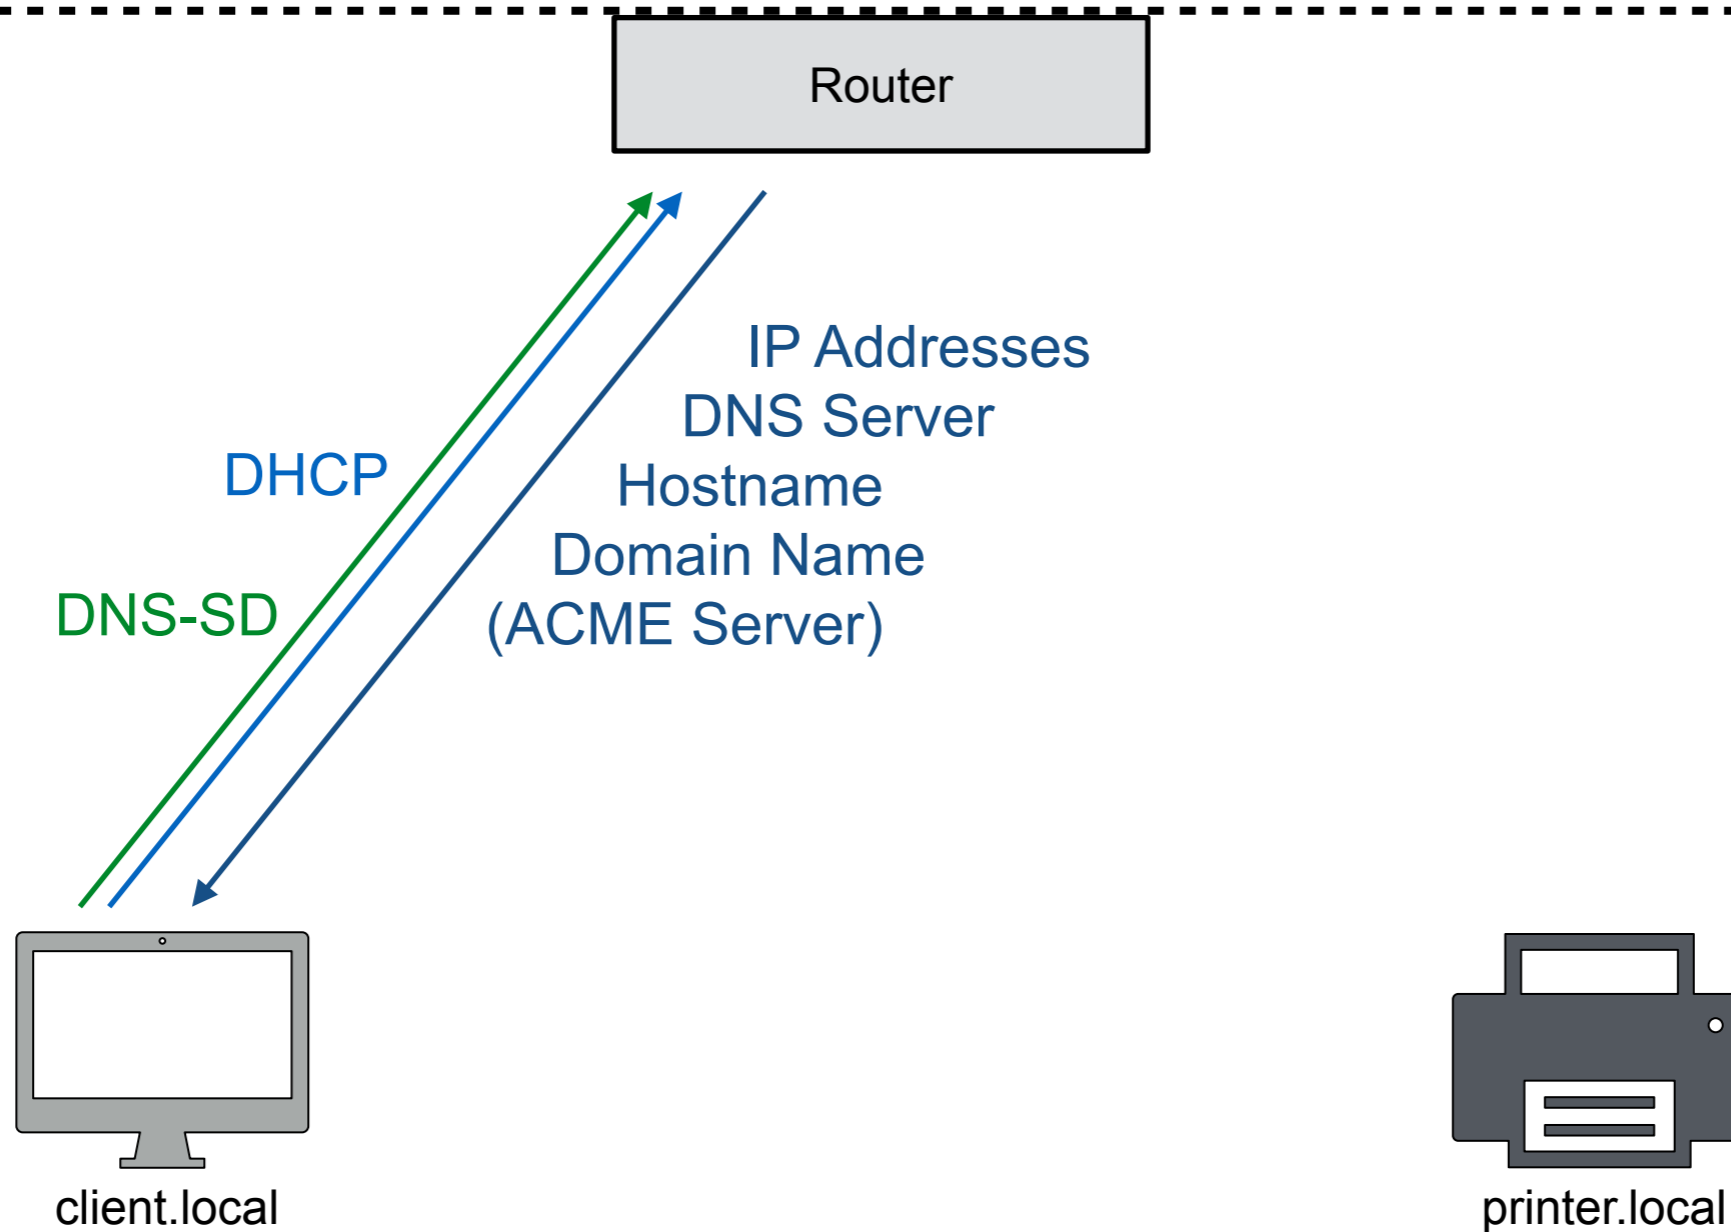 Router
IP Addresses
DNS Server
DHCP
Hostname
Domain Name
DNS-SD
(ACME Server)
client.local
printer.local